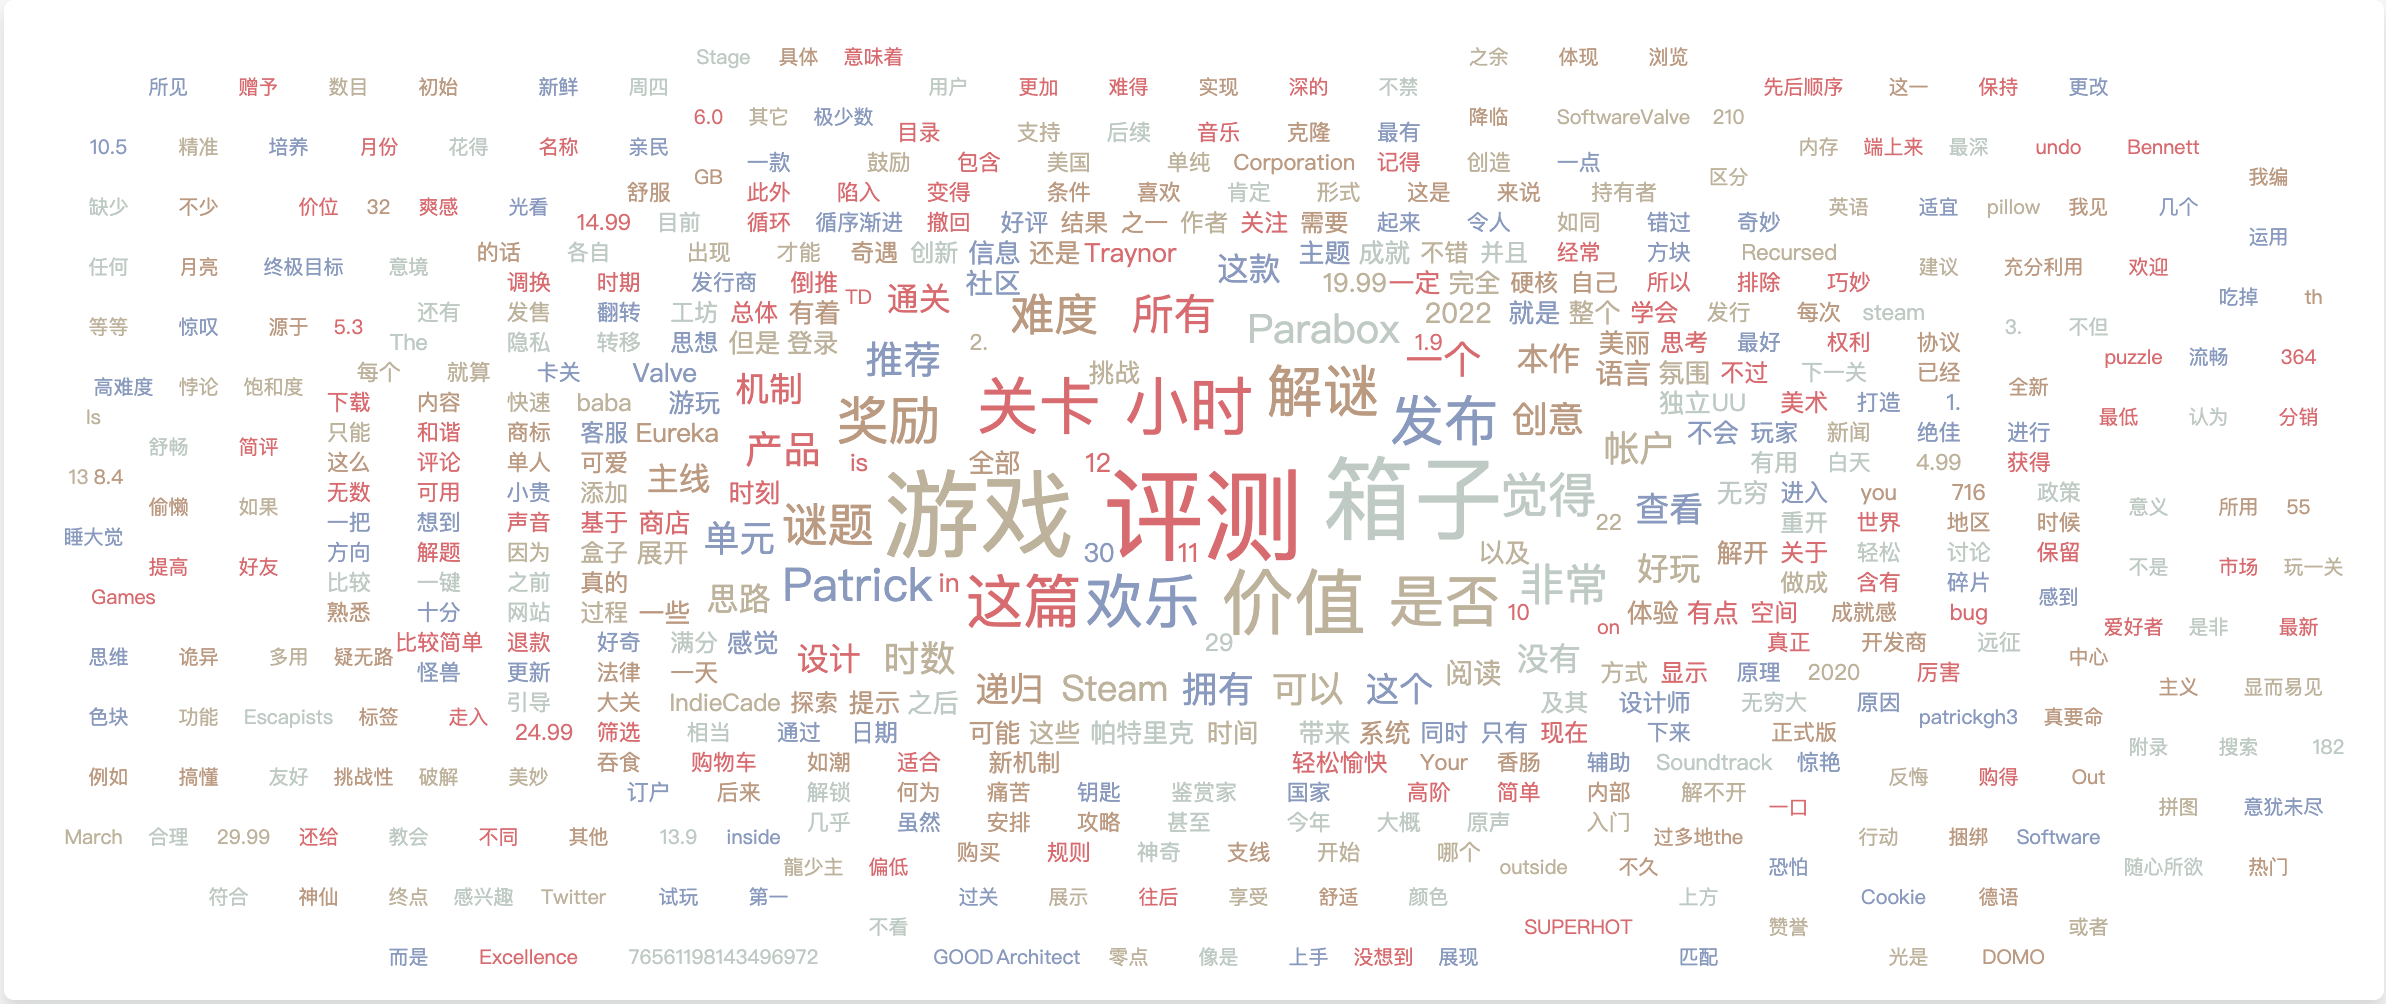 Stage 具体 意味着 之余 体现 浏览
所见 赠予 数目 初始 新鲜 周四 用户 更加 难得 实现 深的 不禁 先后顺序 这一 保持 更改
6.0 其它 极少数 降临 SoftwareValve 210
目录 支持 后续 音乐 克隆 最有
10.5 精准 培养 月份 花得 名称 亲民 内存 端上来 最深 undo Bennett
一款 鼓励 包含 美国 单纯 Corporation 记得 创造 一点
GB 区分 我编
舒服 此外 陷入 变得 条件 喜欢 肯定 形式 这是 来说 持有者
缺少 不少 价位 32 爽感 光看 英语 适宜 pillow 我见 几个
14.99 目前 循环 循序渐进 撤回 好评 结果 之一 作者 关注 需要 起来 令人 如同 错过 奇妙
运用
的话 各自 出现 才能 奇遇 创新 信息 还是 Traynor 主题 成就 不错 并且 经常 方块 Recursed
任何 月亮 终极目标 意境 这款 建议 充分利用 欢迎
调换 时期 发行商 倒推 社区 19.99 一定 完全 硬核 自己 所以 排除 巧妙
TD 通关 吃掉 th
还有 发售 翻转 工坊 总体 有着 难度 所有 2022 就是 整个 学会 发行 每次 steam
等等 惊叹 源于 5.3 Parabox 3. 不但
The 隐私 转移 思想 但是 登录 2. 1.9 美丽 思考 最好 权利 协议
推荐 一个 本作 puzzle 流畅 364
每个 就算 卡关 Valve 挑战 语言 氛围 不过 下一关 已经
高难度 悖论 饱和度 机制 解谜 全新
下载 内容 快速 baba 游玩 关卡 小时 独立UU 美术 打造 1.
Is 奖励 发布 创意 最低 认为 分销
只能 和谐 商标 客服 Eureka 不会 玩家 新闻 绝佳 进行
舒畅 简评 产品 帐户
这么 评论 单人 可爱 is 全部 12 有用 白天 4.99 获得
13 8.4 主线
无数 可用 小贵 添加 时刻 箱子 觉得 无穷 进入 you 716 政策
偷懒 如果 查看 意义 所用 55
一把 想到 声音 基于 商店 谜题 游戏 评测 22 重开 世界 地区 时候
睡大觉 单元
方向 解题 因为 盒子 展开 30 11 以及 解开 关于 轻松 讨论 保留
提高 好友 好玩 不是 市场 玩一关
比较 一键 之前 真的 Patrick in 非常 做成 含有 碎片
Games 思路 这篇 欢乐 价值 是否 感到
熟悉 十分 网站 过程 一些 10 体验 有点 空间 成就感 bug
on 爱好者 是非 最新
比较简单 退款 好奇 满分 感觉 29 真正 开发商 远征
思维 诡异 多用 疑无路 设计 时数 没有 中心
怪兽 更新 法律 一天 阅读 方式 显示 原理 2020 厉害
递归 Steam 拥有 可以 这个 主义 显而易见
引导 大关 IndieCade 探索 提示 之后 及其 设计师 无穷大 原因
色块 功能 Escapists 标签 走入 patrickgh3 真要命
24.99 筛选 相当 通过 日期 可能 这些 帕特里克 时间 带来 系统 同时 只有 现在 下来 正式版
附录 搜索 182
吞食 购物车 如潮 适合 新机制 轻松愉快 Your 香肠 辅助 Soundtrack 惊艳
例如 搞懂 友好 挑战性 破解 美妙 反悔 购得 Out
订户 后来 解锁 何为 痛苦 钥匙 鉴赏家 国家 高阶 简单 内部 解不开
一口 拼图 意犹未尽
几乎 虽然 安排 攻略 甚至 今年 大概 原声 入门
March 合理 29.99 还给 教会 不同 其他 13.9 inside 过多地 the 行动 捆绑 Software
购买 规则 神奇 支线 开始 哪个
龍少主 偏低 outside 不久 恐怕 随心所欲 热门
符合 神仙 终点 感兴趣 Twitter 试玩 第一 过关 展示 往后 享受 舒适 颜色 上方 Cookie 德语
不看 SUPERHOT 赞誉 或者
而是 Excellence 76561198143496972 GOOD Architect 零点 像是 上手 没想到 展现 匹配 光是 DOMO